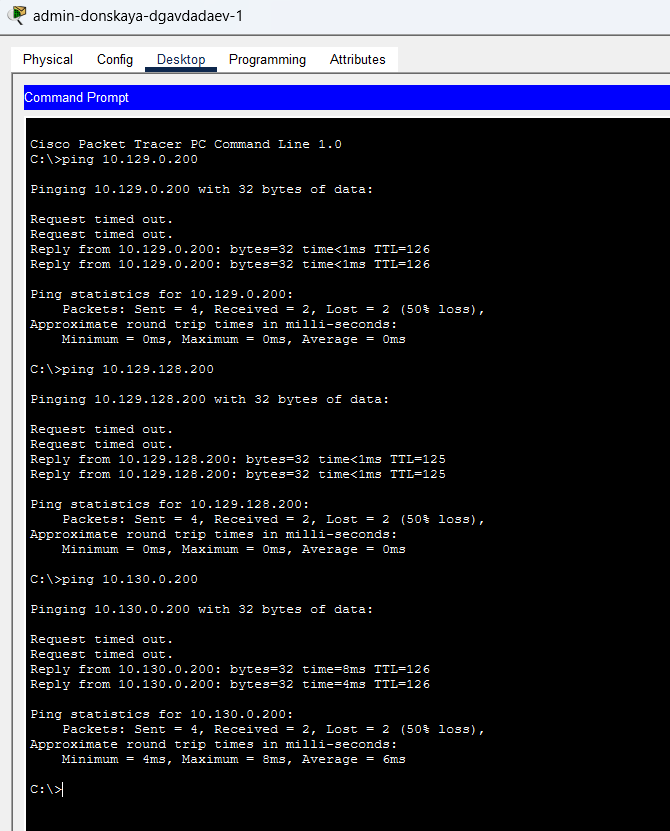 admin-donskaya-dgavdadaev-1
Physical Config Desktop Programming Attributes
Command Prompt
Cisco Packet Tracer PC Command Line 1.0
C:\>ping 10.129.0.200
Pinging 10.129.0.200 with 32 bytes of data:
Request timed out.
Request timed out.
Reply from 10.129.0.200: bytes=32 time<1ms TTL=126
Reply from 10.129.0.200: bytes=32 time<1ms TTL=126
Ping statistics for 10.129.0.200:
    Packets: Sent = 4, Received = 2, Lost = 2 (50% loss),
Approximate round trip times in milli-seconds:
    Minimum = 0ms, Maximum = 0ms, Average = 0ms
C:\>ping 10.129.128.200
Pinging 10.129.128.200 with 32 bytes of data:
Request timed out.
Request timed out.
Reply from 10.129.128.200: bytes=32 time<1ms TTL=125
Reply from 10.129.128.200: bytes=32 time<1ms TTL=125
Ping statistics for 10.129.128.200:
    Packets: Sent = 4, Received = 2, Lost = 2 (50% loss),
Approximate round trip times in milli-seconds:
    Minimum = 0ms, Maximum = 0ms, Average = 0ms
C:\>ping 10.130.0.200
Pinging 10.130.0.200 with 32 bytes of data:
Request timed out.
Request timed out.
Reply from 10.130.0.200: bytes=32 time=8ms TTL=126
Reply from 10.130.0.200: bytes=32 time=4ms TTL=126
Ping statistics for 10.130.0.200:
    Packets: Sent = 4, Received = 2, Lost = 2 (50% loss),
Approximate round trip times in milli-seconds:
    Minimum = 4ms, Maximum = 8ms, Average = 6ms
C:\>